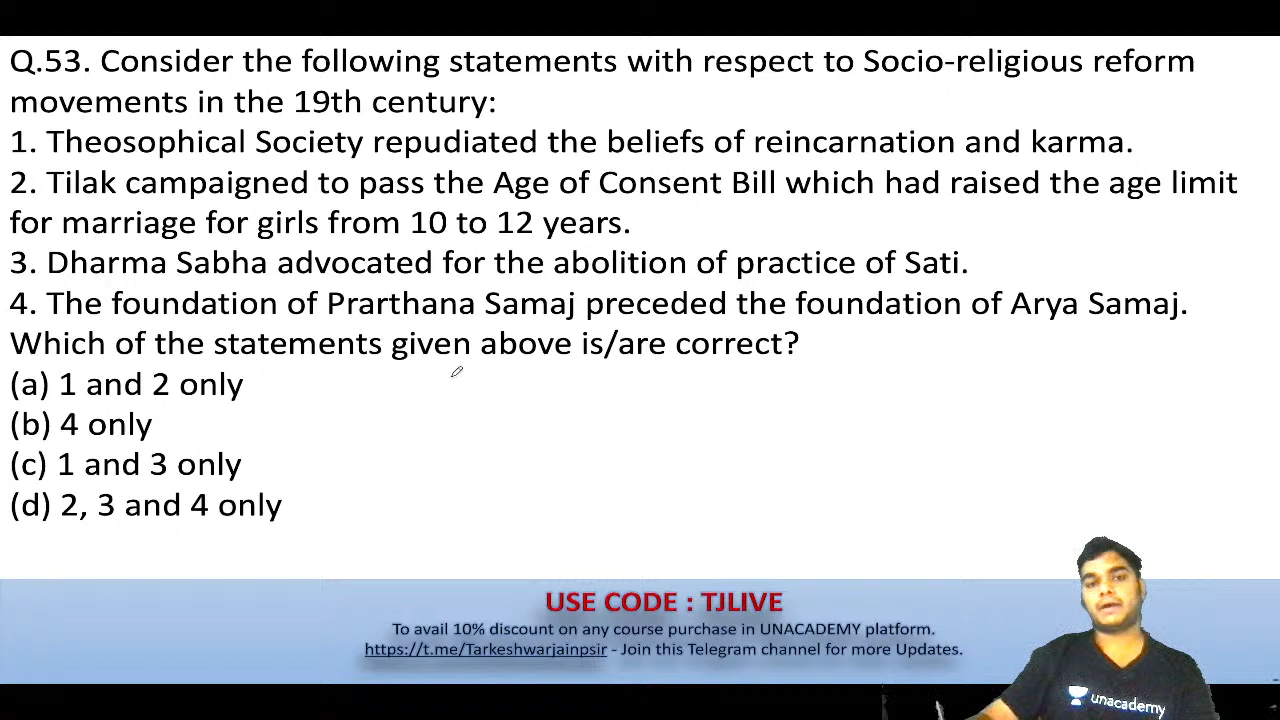 Q.53. Consider the following statements with respect to Socio-religious reform
movements in the 19th century:
1. Theosophical Society repudiated the beliefs of reincarnation and karma.
2. Tilak campaigned to pass the Age of Consent Bill which had raised the age limit
for marriage for girls from 10 to 12 years.
3. Dharma Sabha advocated for the abolition of practice of Sati.
4. The foundation of Prarthana Samaj preceded the foundation of Arya Samaj.
Which of the statements given above is/are correct?
(a) 1 and 2 only
(b) 4 only
(c) 1 and 3 only
(d) 2, 3 and 4 only
USE CODE : TJLIVE
To avail 10% discount on any course purchase in UNACADEMY platform.
https://t.me/Tarkeshwarjainpsir - Join this Telegram channel for more Updates.
unacademy